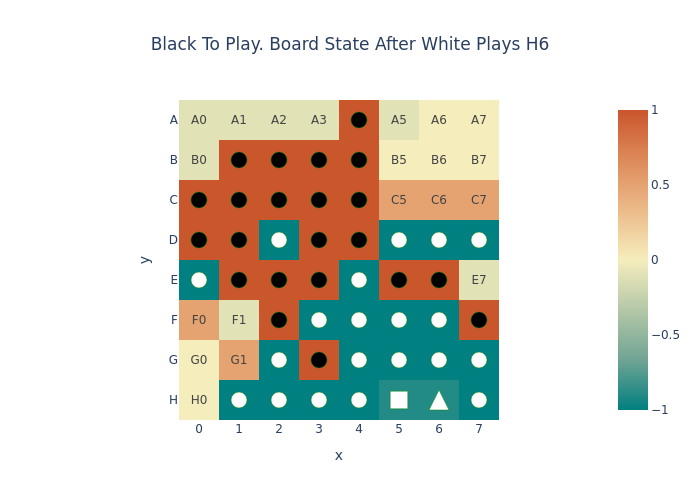 Black To Play. Board State After White Plays H6
A A0 A1 A2 A3 A5 A6 A7
B B0 B5 B6 B7
C C5 C6 C7
D
E E7
F F0 F1
G G0 G1
H H0
0 1 2 3 4 5 6 7
x
y
1
0.5
0
−0.5
−1